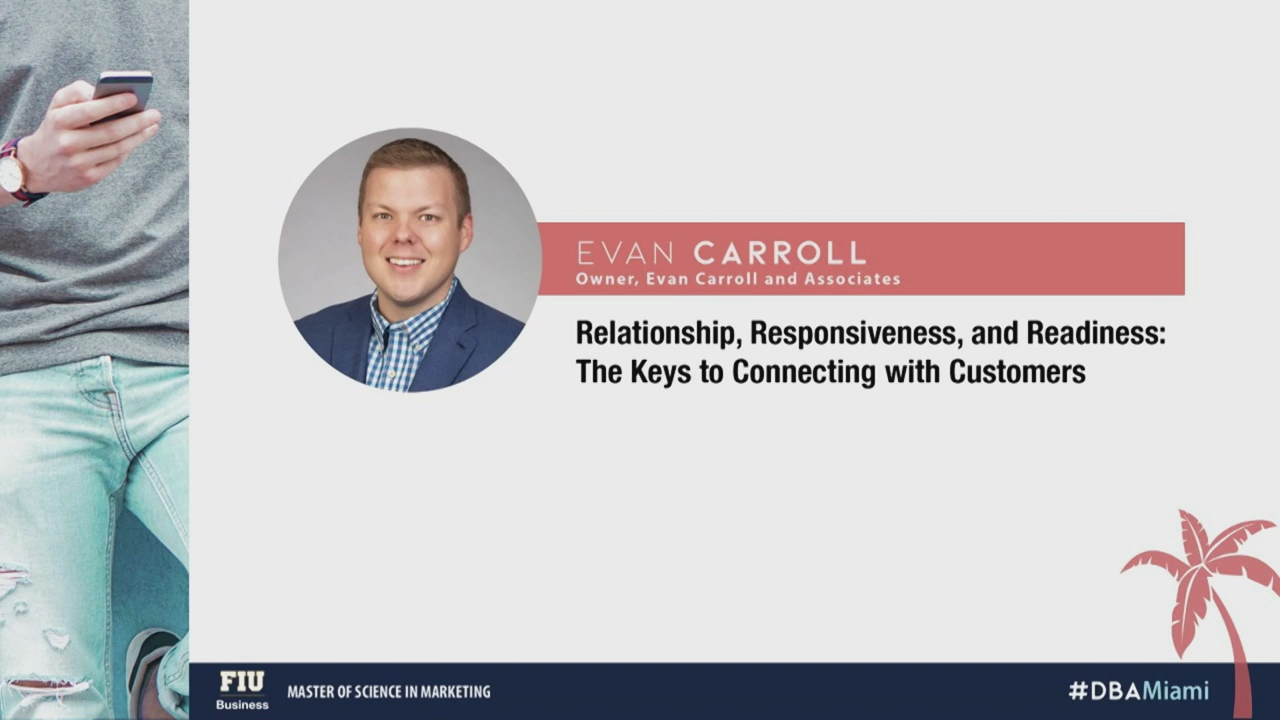 EVAN CARROLL
Owner, Evan Carroll and Associates
Relationship, Responsiveness, and Readiness:
The Keys to Connecting with Customers
FIU
Business
MASTER OF SCIENCE IN MARKETING
#DBAMiami